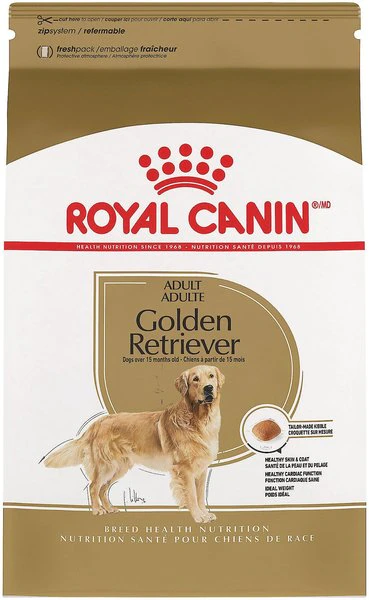 cut here to open / couper ici pour ouvrir / corte aqui para abrir
zipsystem / refermable
freshpack / emballage fraîcheur
Protective atmosphere / Atmosphère protectrice
ROYAL CANIN ®/MD
HEALTH NUTRITION SINCE 1968 - NUTRITION SANTÉ DEPUIS 1968
ADULT
ADULTE
Golden
Retriever
Dogs over 15 months old - Chiens à partir de 15 mois
TAILOR-MADE KIBBLE
CROQUETTE SUR MESURE
HEALTHY SKIN & COAT
SANTÉ DE LA PEAU ET DU PELAGE
HEALTHY CARDIAC FUNCTION
FONCTION CARDIAQUE SAINE
IDEAL WEIGHT
POIDS IDÉAL
BREED HEALTH NUTRITION
NUTRITION SANTÉ POUR CHIENS DE RACE